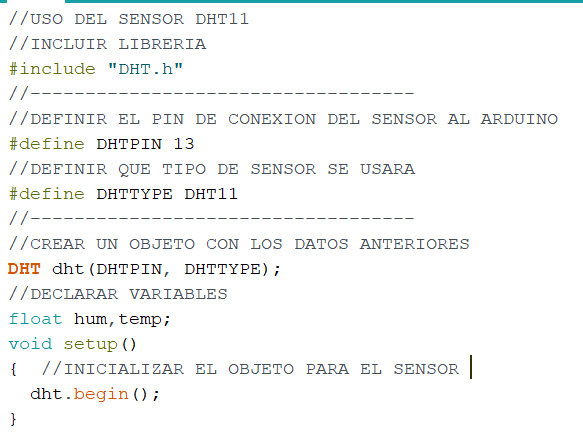 //USO DEL SENSOR DHT11
//INCLUIR LIBRERIA
#include "DHT.h"
//-----------------------------------
//DEFINIR EL PIN DE CONEXION DEL SENSOR AL ARDUINO
#define DHTPIN 13
//DEFINIR QUE TIPO DE SENSOR SE USARA
#define DHTTYPE DHT11
//-----------------------------------
//CREAR UN OBJETO CON LOS DATOS ANTERIORES
DHT dht(DHTPIN, DHTTYPE);
//DECLARAR VARIABLES
float hum,temp;
void setup()
{  //INICIALIZAR EL OBJETO PARA EL SENSOR
  dht.begin();
}